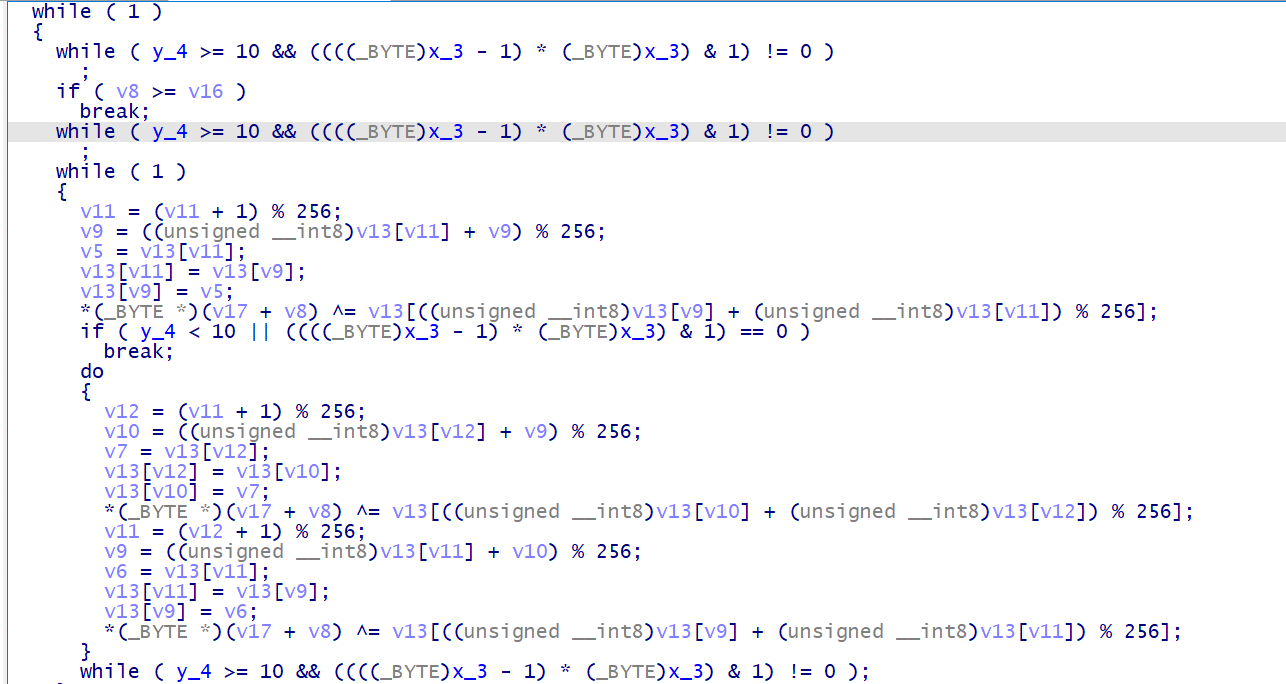 while ( 1 )
{
while ( y_4 >= 10 && ((((_BYTE)x_3 - 1) * (_BYTE)x_3) & 1) != 0 )
;
if ( v8 >= v16 )
break;
while ( y_4 >= 10 && ((((_BYTE)x_3 - 1) * (_BYTE)x_3) & 1) != 0 )
;
while ( 1 )
{
v11 = (v11 + 1) % 256;
v9 = ((unsigned __int8)v13[v11] + v9) % 256;
v5 = v13[v11];
v13[v11] = v13[v9];
v13[v9] = v5;
*(_BYTE *)(v17 + v8) ^= v13[((unsigned __int8)v13[v9] + (unsigned __int8)v13[v11]) % 256];
if ( y_4 < 10 || ((((_BYTE)x_3 - 1) * (_BYTE)x_3) & 1) == 0 )
break;
do
{
v12 = (v11 + 1) % 256;
v10 = ((unsigned __int8)v13[v12] + v9) % 256;
v7 = v13[v12];
v13[v12] = v13[v10];
v13[v10] = v7;
*(_BYTE *)(v17 + v8) ^= v13[((unsigned __int8)v13[v10] + (unsigned __int8)v13[v12]) % 256];
v11 = (v12 + 1) % 256;
v9 = ((unsigned __int8)v13[v11] + v10) % 256;
v6 = v13[v11];
v13[v11] = v13[v9];
v13[v9] = v6;
*(_BYTE *)(v17 + v8) ^= v13[((unsigned __int8)v13[v9] + (unsigned __int8)v13[v11]) % 256];
}
while ( y_4 >= 10 && ((((_BYTE)x_3 - 1) * (_BYTE)x_3) & 1) != 0 );